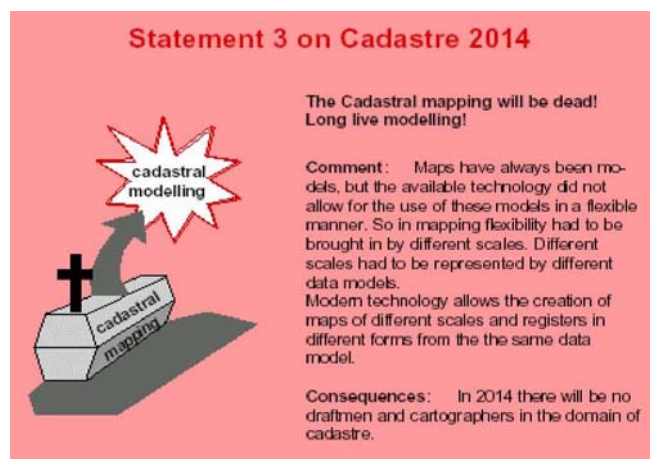 Statement 3 on Cadastre 2014
The Cadastral mapping will be dead!
Long live modelling!
cadastral
modelling
cadastral
mapping
Comment: Maps have always been mo-
dels, but the available technology did not
allow for the use of these models in a flexible
manner. So in mapping flexibility had to be
brought in by different scales. Different
scales had to be represented by different
data models.
Modern technology allows the creation of
maps of different scales and registers in
different forms from the the same data
model.
Consequences: In 2014 there will be no
draftmen and cartographers in the domain of
cadastre.